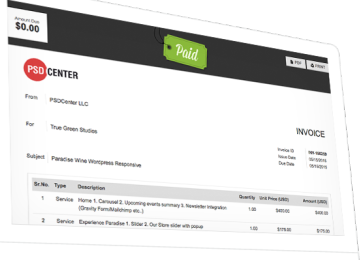 Amount Due
$0.00
Paid
PDF
PRINT
PSD CENTER
From PSDCenter LLC
For True Green Studios
INVOICE
Invoice ID
Issue Date
Due Date
Subject Paradise Wine Wordpress Responsive
Sr.No. Type Description Quantity Unit Price (USD) Amount (USD)
1 Service Home 1. Carousel 2. Upcoming events summary 3. Newsletter Integration 1.00 $400.00 $400.00
(Gravity Form/Mailchimp etc..)
2 Service Experience Paradise 1. Slider 2. Our Store slider with popup 1.00 $175.00 $175.00